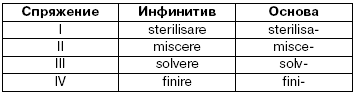 Спряжение Инфинитив Основа
I sterilisare sterilisa-
II miscere misce-
III solvere solv-
IV finire fini-